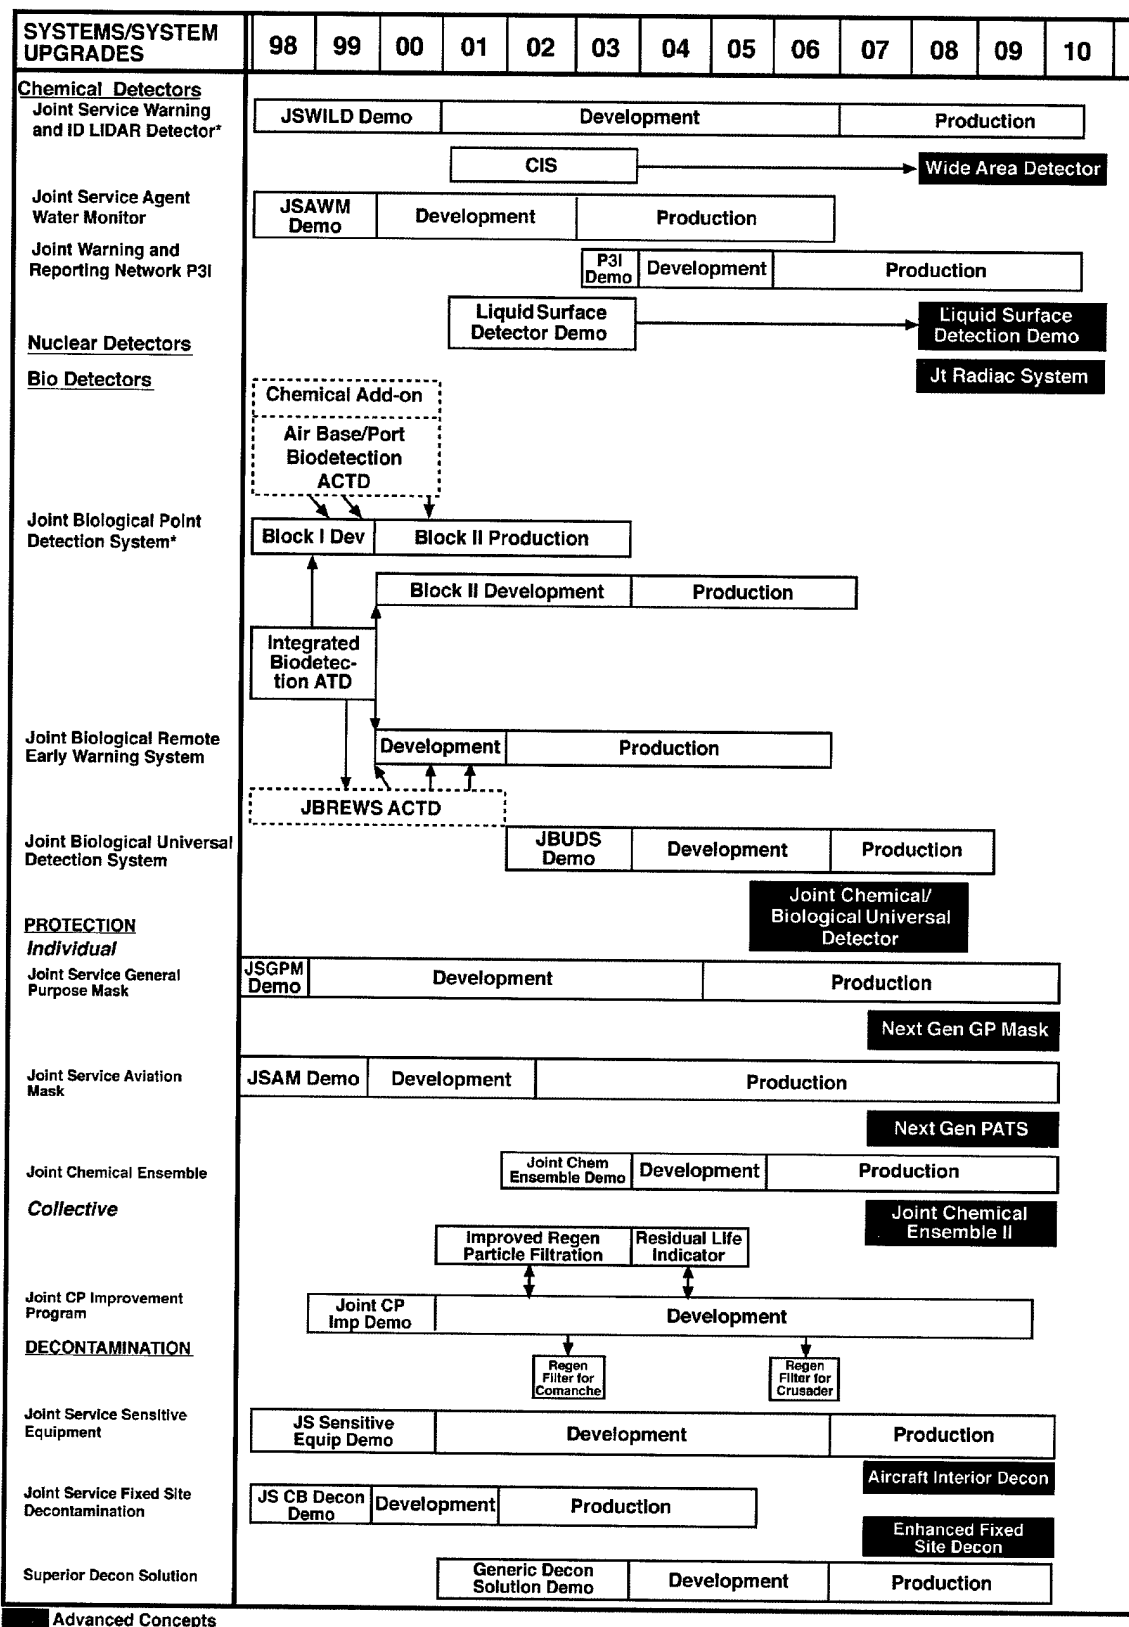 SYSTEMS/SYSTEM
UPGRADES
98 99 00 01 02 03 04 05 06 07 08 09 10
Chemical Detectors
Joint Service Warning
and ID LIDAR Detector*
JSWILD Demo
Development
Production
CIS
Wide Area Detector
Joint Service Agent
Water Monitor
JSAWM
Demo
Development
Production
Joint Warning and
Reporting Network P3I
P3I
Demo
Development
Production
Liquid Surface
Detector Demo
Liquid Surface
Detection Demo
Nuclear Detectors
Jt Radiac System
Bio Detectors
Chemical Add-on
Air Base/Port
Biodetection
ACTD
Joint Biological Point
Detection System*
Block I Dev
Block II Production
Block II Development
Production
Integrated
Biodetec-
tion ATD
Joint Biological Remote
Early Warning System
Development
Production
JBREWS ACTD
Joint Biological Universal
Detection System
JBUDS
Demo
Development
Production
Joint Chemical/
Biological Universal
Detector
PROTECTION
Individual
Joint Service General
Purpose Mask
JSGPM
Demo
Development
Production
Next Gen GP Mask
Joint Service Aviation
Mask
JSAM Demo
Development
Production
Next Gen PATS
Joint Chemical Ensemble
Joint Chem
Ensemble Demo
Development
Production
Collective
Joint Chemical
Ensemble II
Improved Regen
Particle Filtration
Residual Life
Indicator
Joint CP Improvement
Program
Joint CP
Imp Demo
Development
DECONTAMINATION
Regen
Filter for
Comanche
Regen
Filter for
Crusader
Joint Service Sensitive
Equipment
JS Sensitive
Equip Demo
Development
Production
Aircraft Interior Decon
Joint Service Fixed Site
Decontamination
JS CB Decon
Demo
Development
Production
Enhanced Fixed
Site Decon
Superior Decon Solution
Generic Decon
Solution Demo
Development
Production
Advanced Concepts